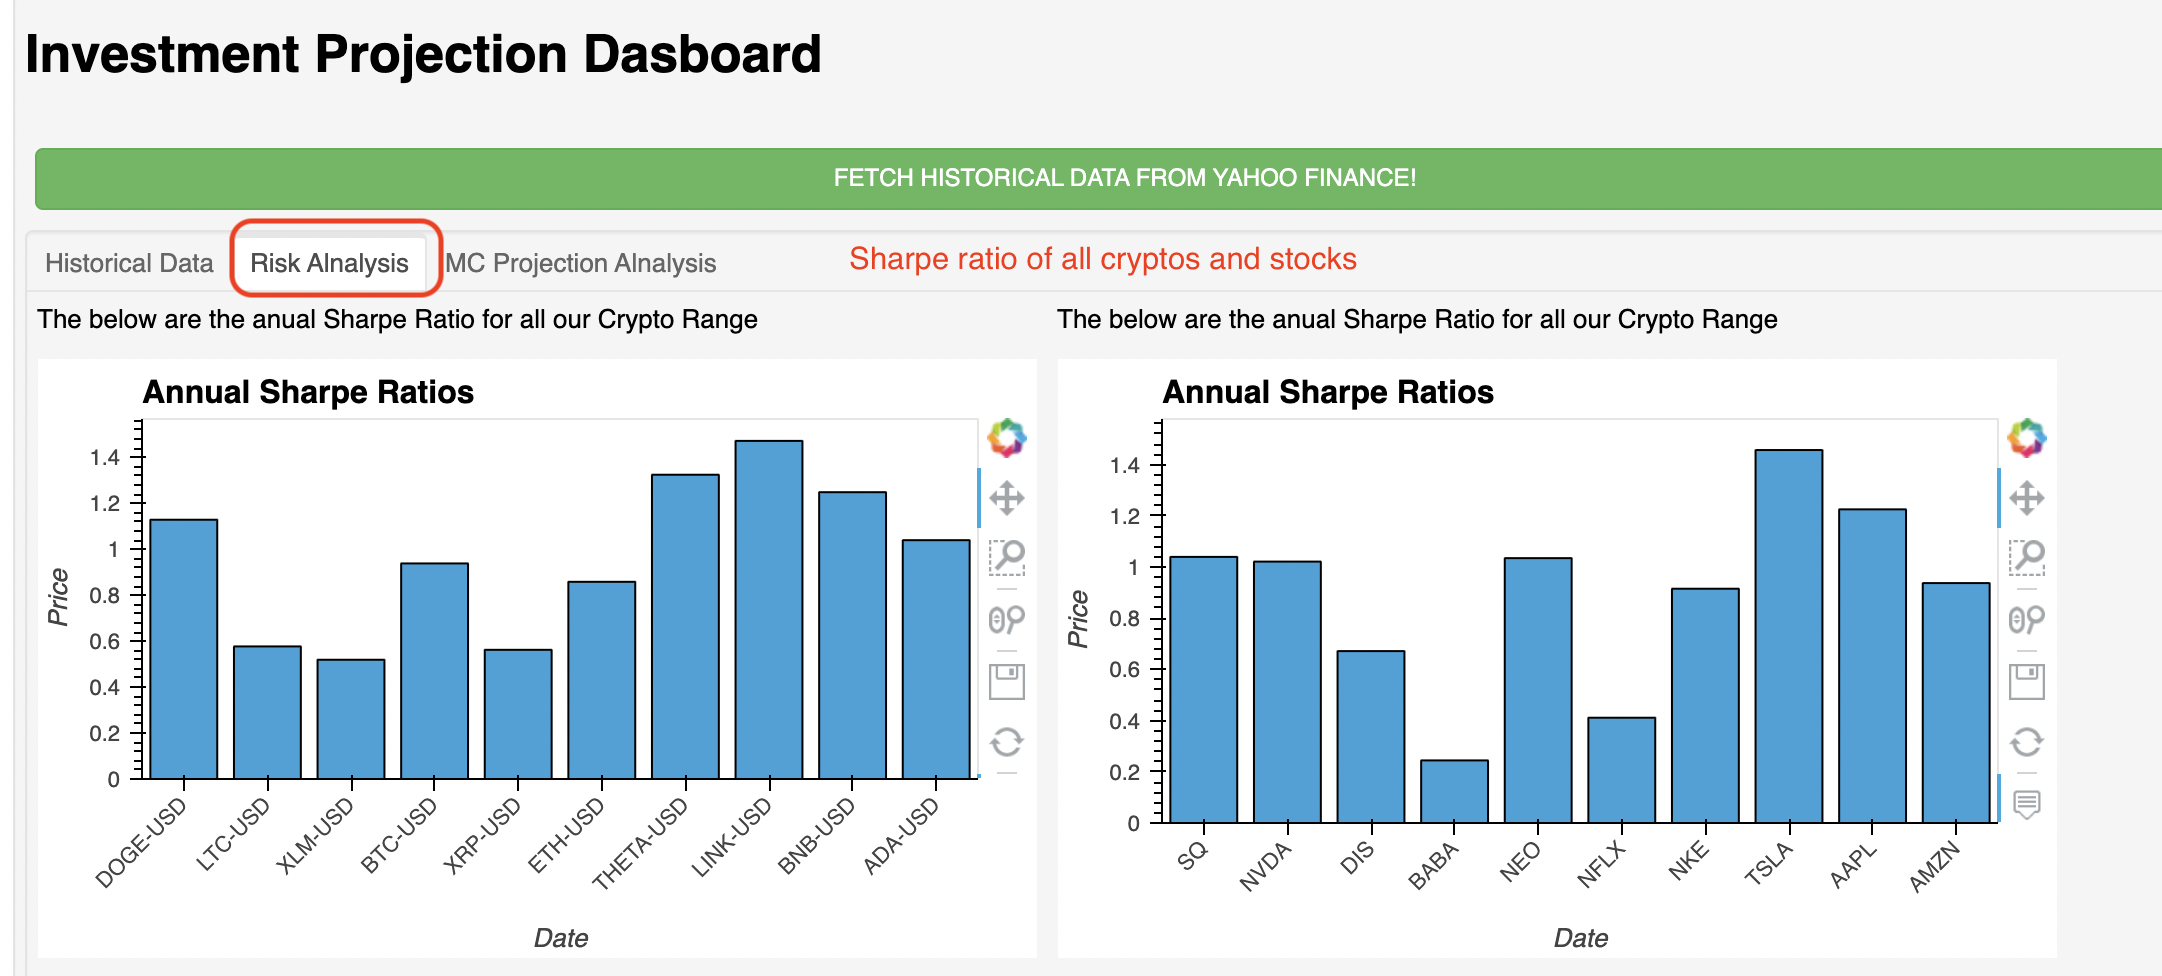 Investment Projection Dasboard
FETCH HISTORICAL DATA FROM YAHOO FINANCE!
Historical Data
Risk Alnalysis
MC Projection Alnalysis
Sharpe ratio of all cryptos and stocks
The below are the anual Sharpe Ratio for all our Crypto Range
Annual Sharpe Ratios
Price
1.4
1.2
1
0.8
0.6
0.4
0.2
0
DOGE-USD
LTC-USD
XLM-USD
BTC-USD
XRP-USD
ETH-USD
THETA-USD
LINK-USD
BNB-USD
ADA-USD
Date
The below are the anual Sharpe Ratio for all our Crypto Range
Annual Sharpe Ratios
Price
1.4
1.2
1
0.8
0.6
0.4
0.2
0
SQ
NVDA
DIS
BABA
NEO
NFLX
NKE
TSLA
AAPL
AMZN
Date